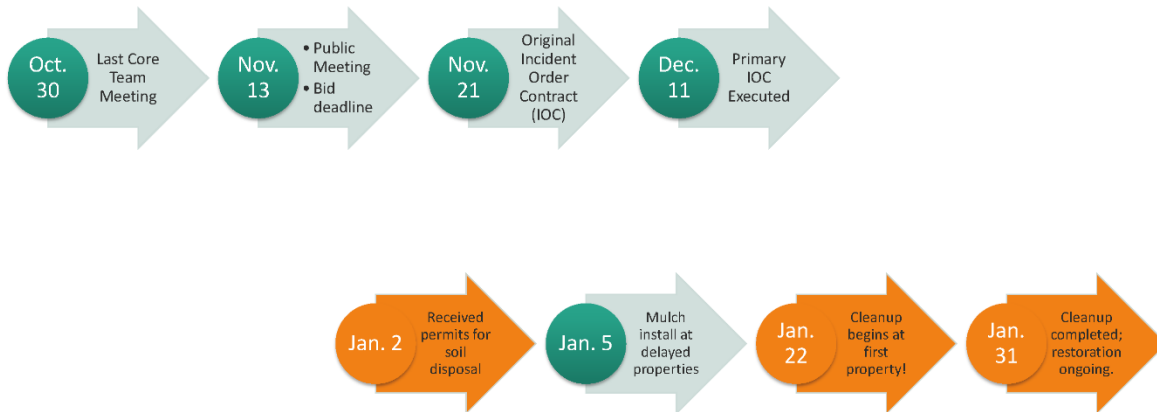 Oct.
30
Last Core
Team
Meeting
Nov.
13
• Public
Meeting
• Bid
deadline
Nov.
21
Original
Incident
Order
Contract
(IOC)
Dec.
11
Primary
IOC
Executed
Jan. 2
Received
permits for
soil
disposal
Jan. 5
Mulch
install at
delayed
properties
Jan.
22
Cleanup
begins at
first
property!
Jan.
31
Cleanup
completed;
restoration
ongoing.